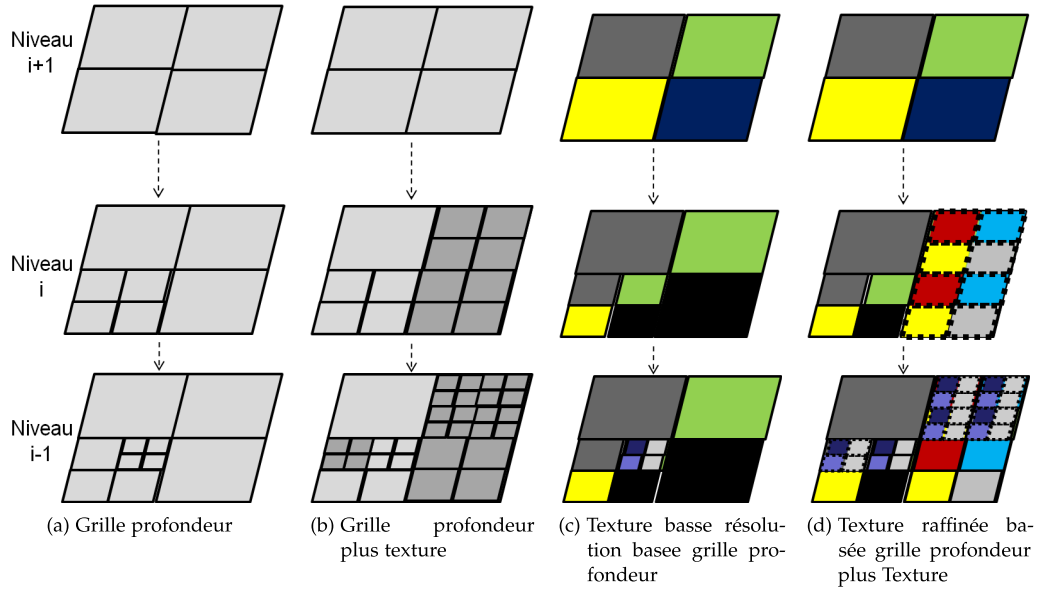 Niveau
i+1
Niveau
i
Niveau
i-1
(a) Grille profondeur
(b) Grille profondeur
plus texture
(c) Texture basse résolu-
tion basee grille pro-
fondeur
(d) Texture raffinée ba-
sée grille profondeur
plus Texture